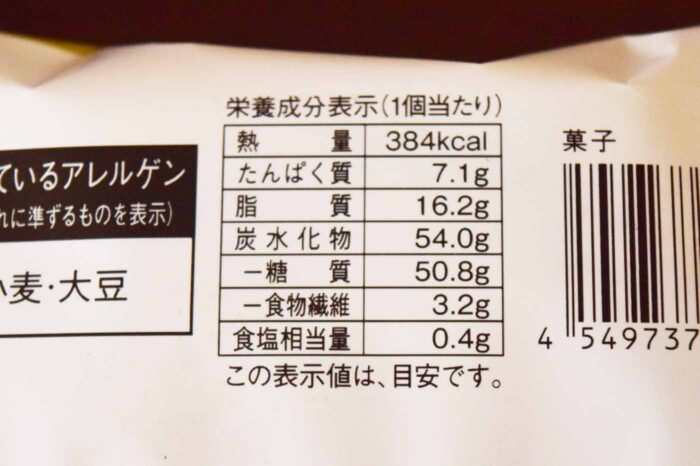 栄養成分表示(1個当たり)
熱量 384kcal
たんぱく質 7.1g
脂質 16.2g
炭水化物 54.0g
ー糖質 50.8g
ー食物繊維 3.2g
食塩相当量 0.4g
この表示値は、目安です。
ているアレルゲン
れに準ずるものを表示)
小麦・大豆
菓子
4 549737